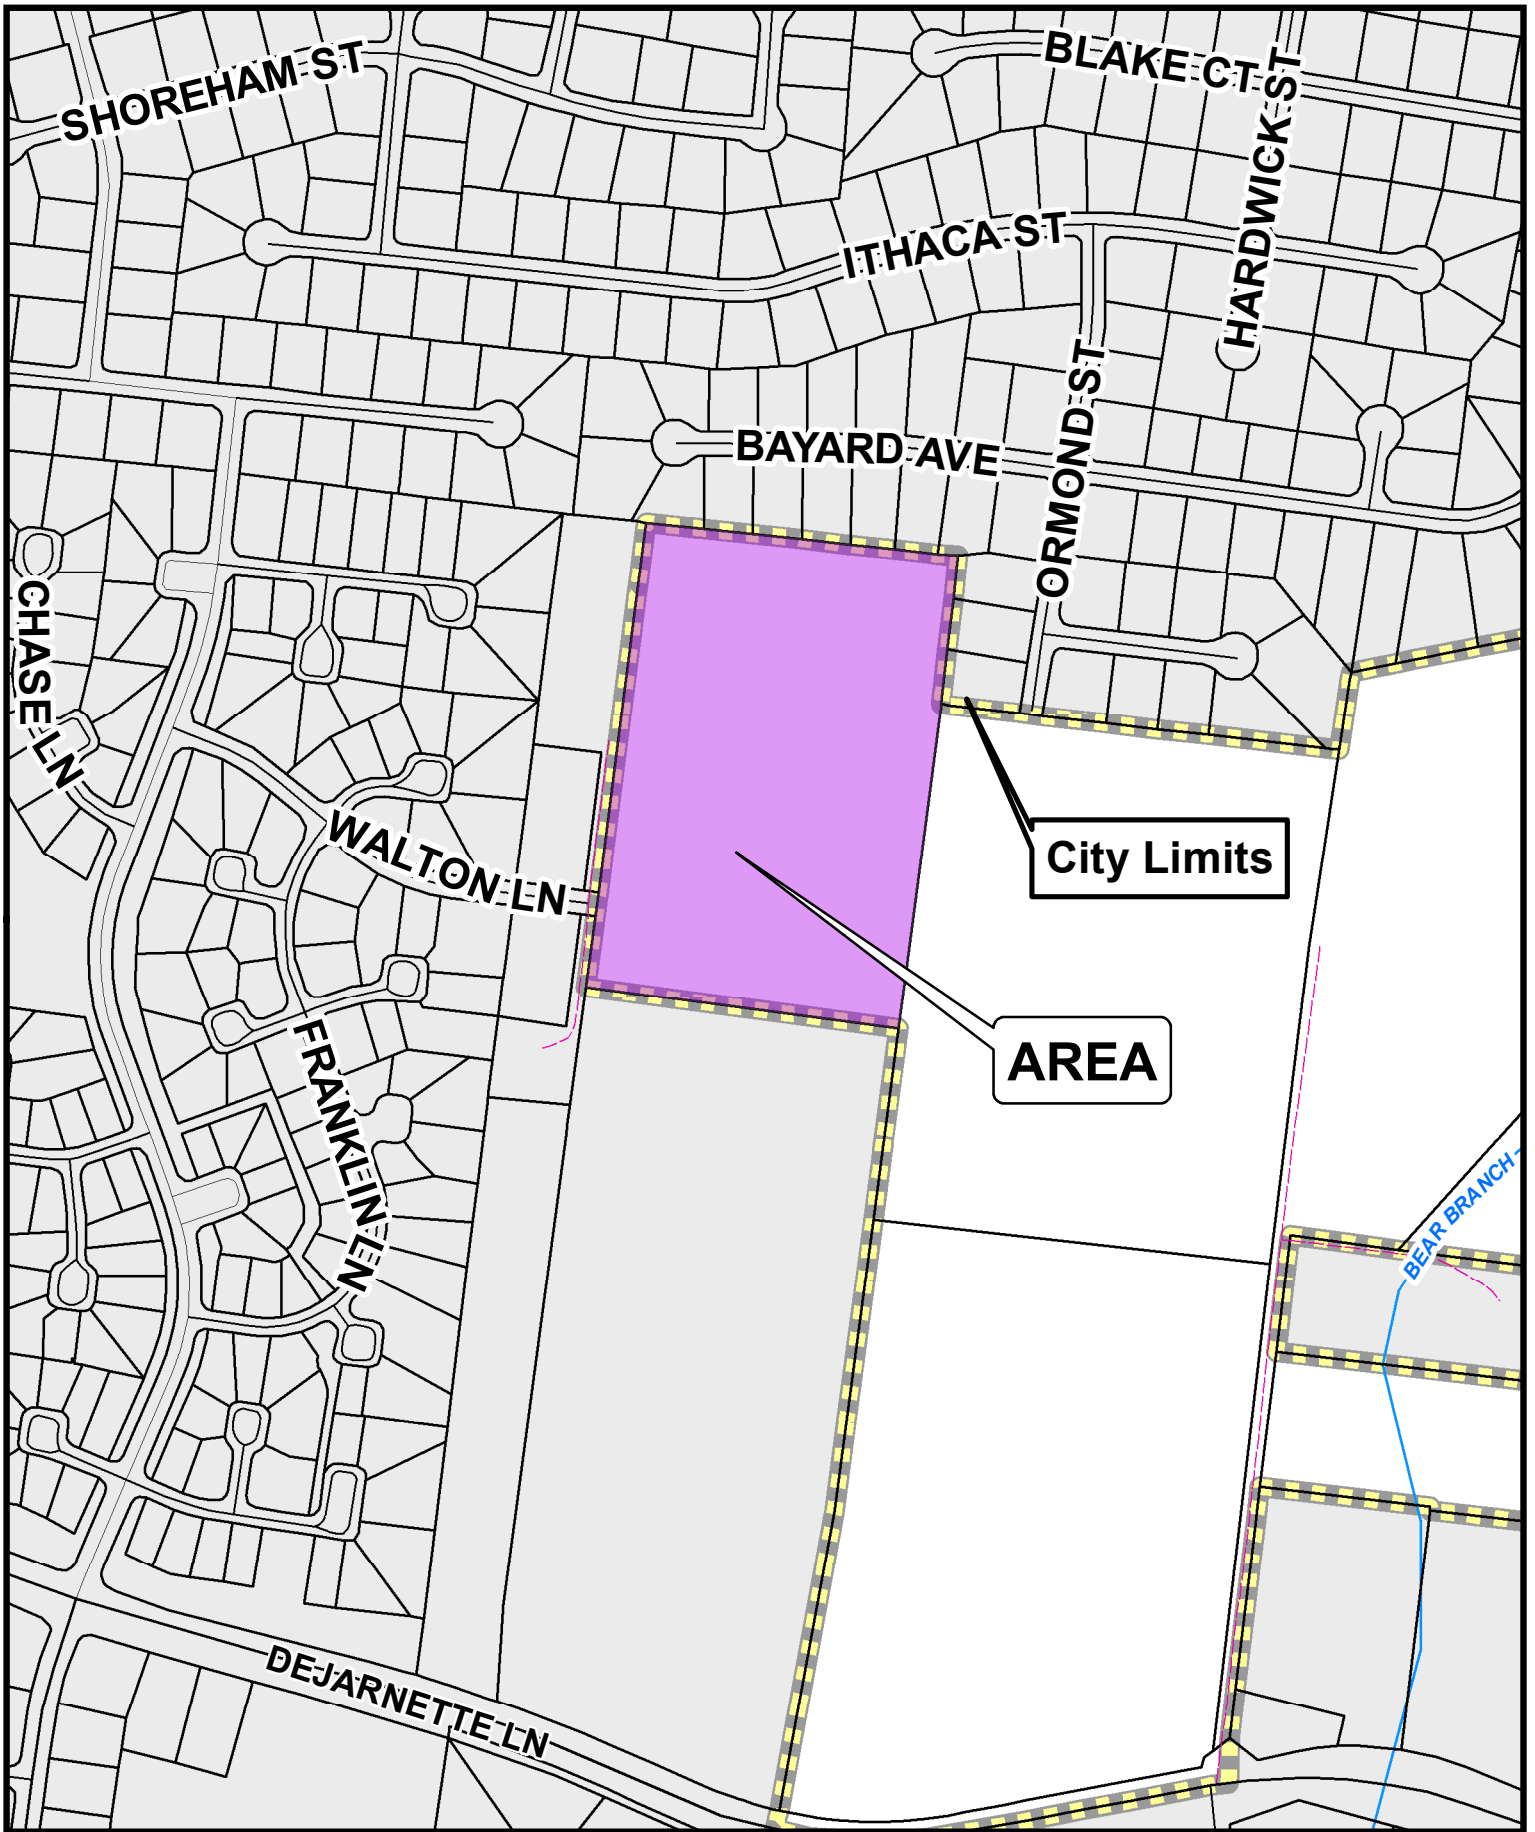 BLAKE CT
SHOREHAM ST
HARDWICK ST
ITHACA ST
ORMOND ST
BAYARD AVE
CHASE LN
WALTON LN
City Limits
AREA
FRANKLIN LN
BEAR BRANCH
DEJARNETTE LN